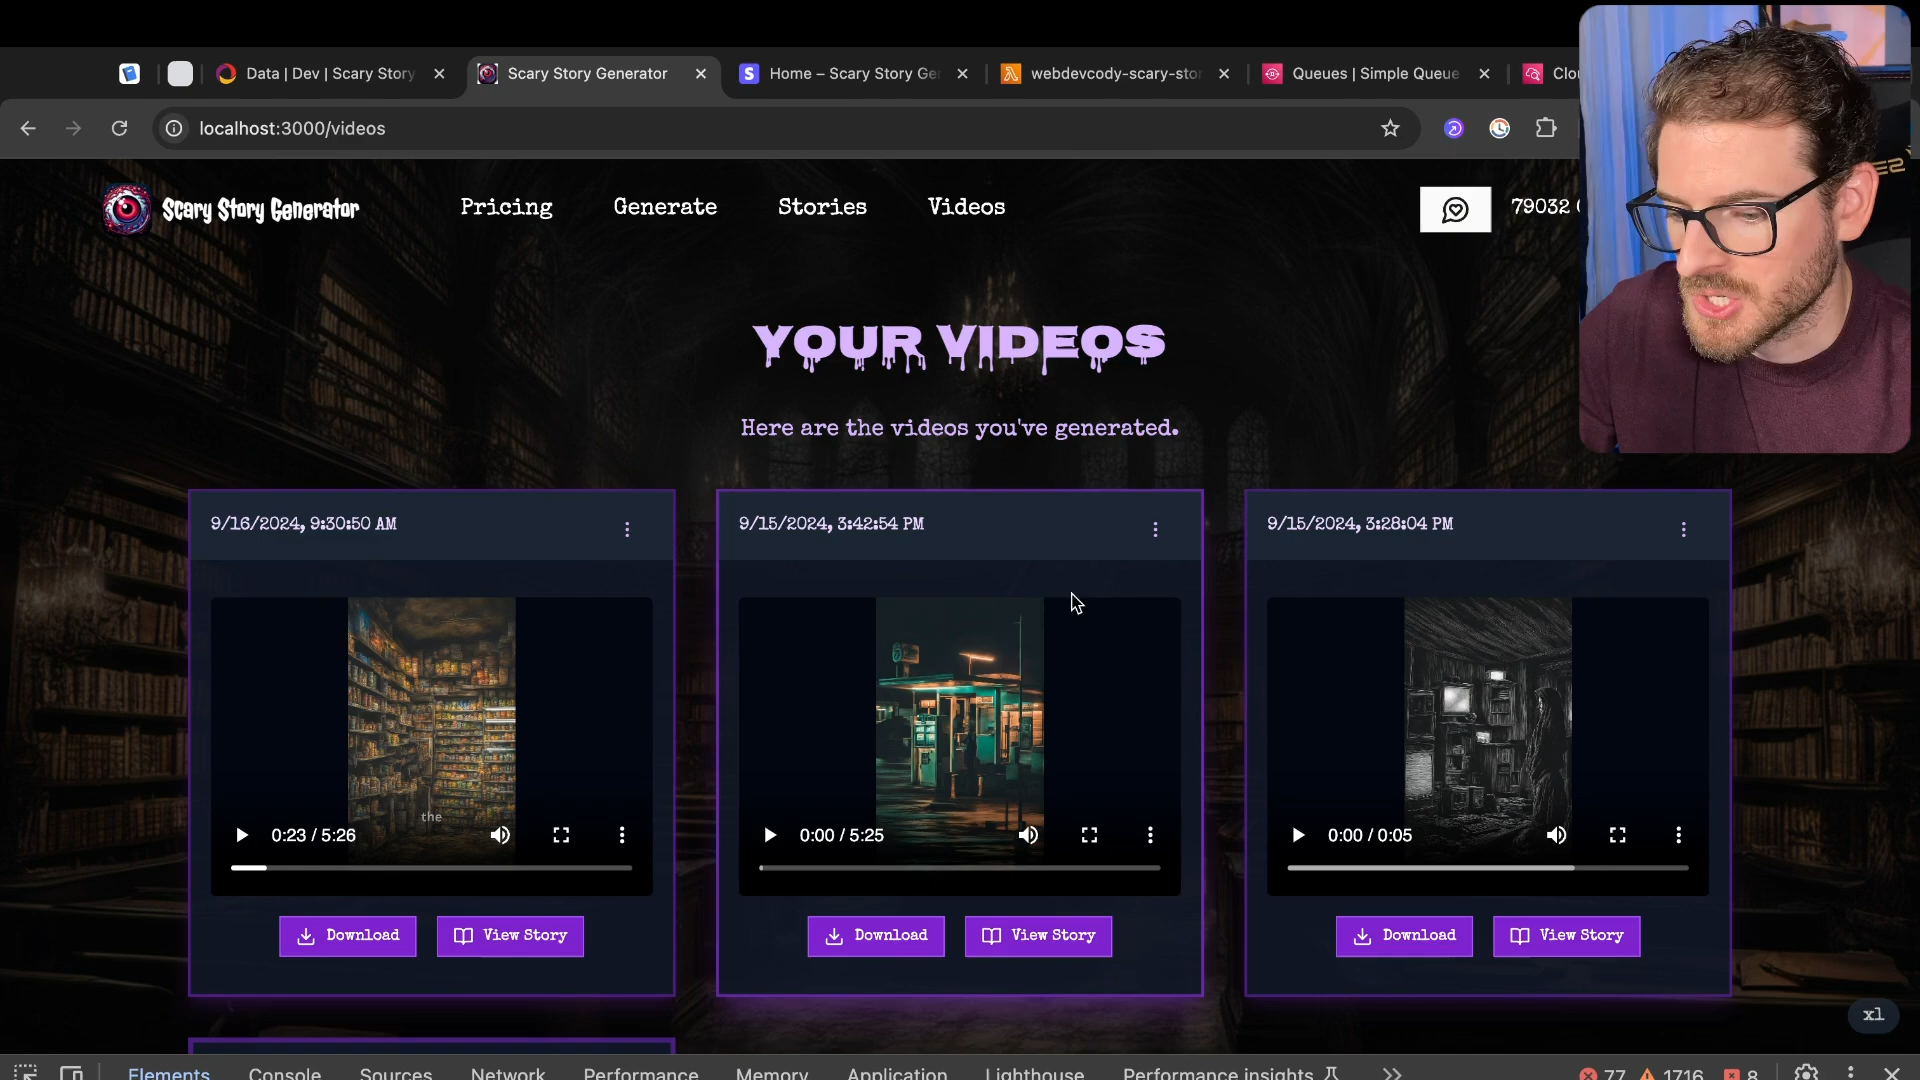 Data | Dev | Scary Story
Scary Story Generator
Home – Scary Story Ge
webdevcody-scary-sto
Queues | Simple Queue
Clo
localhost:3000/videos
Scary Story Generator
Pricing
Generate
Stories
Videos
79032
YOUR VIDEOS
Here are the videos you've generated.
9/16/2024, 9:30:50 AM
9/15/2024, 3:42:54 PM
9/15/2024, 3:28:04 PM
the
0:23 / 5:26
0:00 / 5:25
0:00 / 0:05
Download
View Story
Download
View Story
Download
View Story
xl
Elements
Console
Sources
Network
Performance
Memory
Application
Lighthouse
Performance insights
77
1716
8